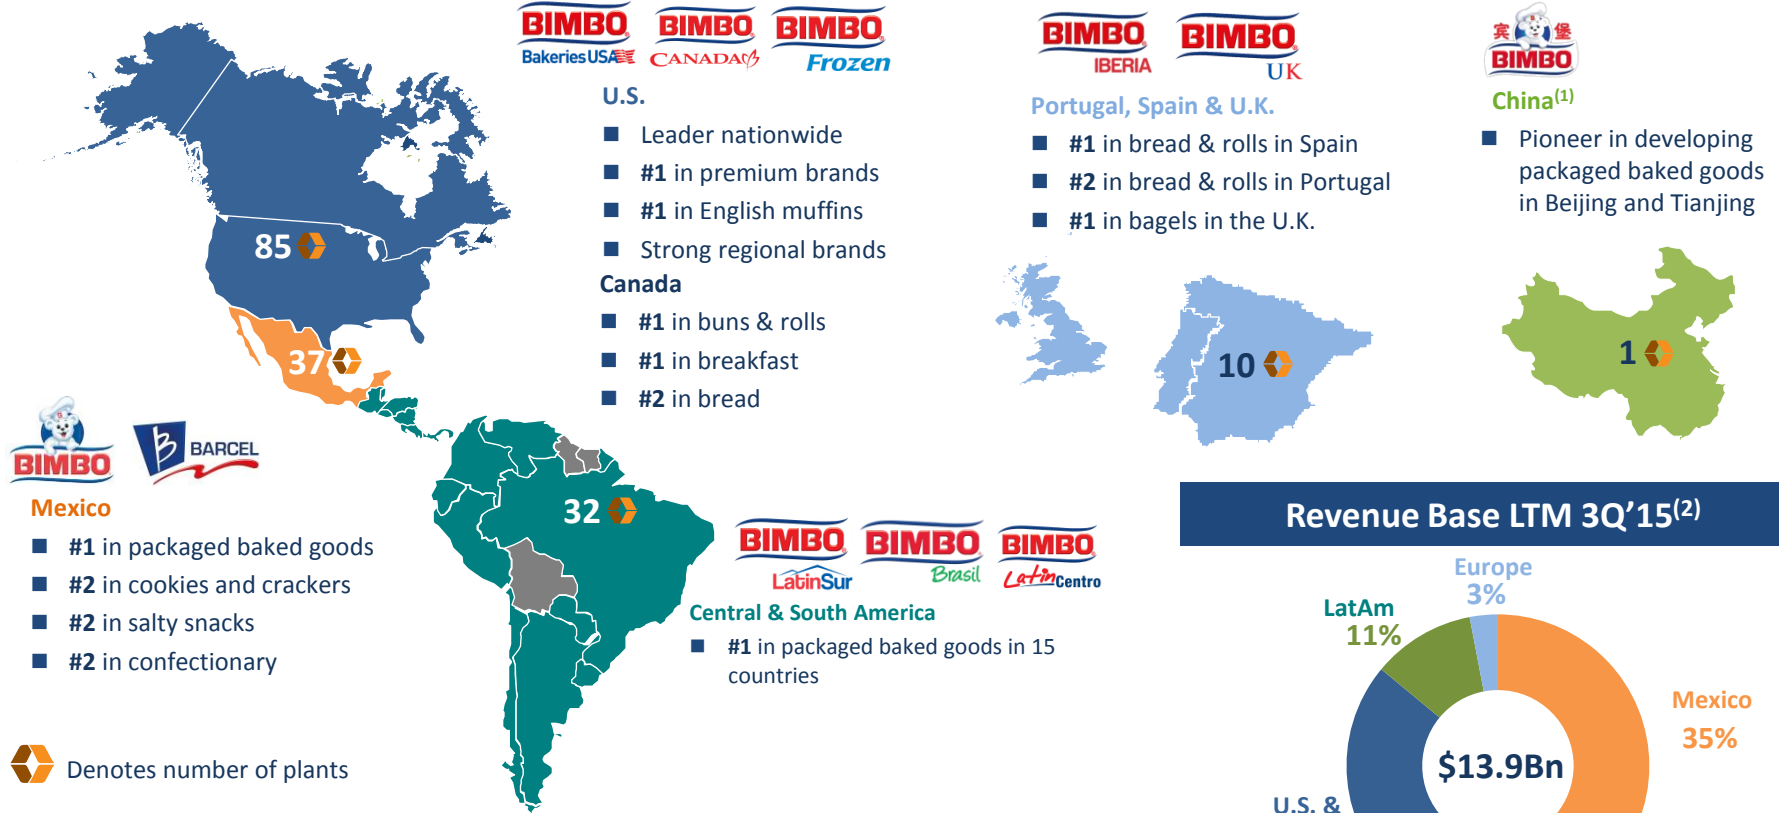 BIMBO
Bakeries USA
BIMBO
CANADA
BIMBO
Frozen
U.S.
■ Leader nationwide
■ #1 in premium brands
■ #1 in English muffins
■ Strong regional brands
Canada
■ #1 in buns & rolls
■ #1 in breakfast
■ #2 in bread
BIMBO
IBERIA
BIMBO
UK
Portugal, Spain & U.K.
■ #1 in bread & rolls in Spain
■ #2 in bread & rolls in Portugal
■ #1 in bagels in the U.K.
宾 堡
BIMBO
China(1)
■ Pioneer in developing
packaged baked goods
in Beijing and Tianjing
85
37
10
1
32
BIMBO
BARCEL
Mexico
■ #1 in packaged baked goods
■ #2 in cookies and crackers
■ #2 in salty snacks
■ #2 in confectionary
BIMBO
LatinSur
BIMBO
Brasil
BIMBO
LatinCentro
Central & South America
■ #1 in packaged baked goods in 15
countries
Denotes number of plants
Revenue Base LTM 3Q’15(2)
Europe
3%
LatAm
11%
Mexico
35%
$13.9Bn
U.S. &